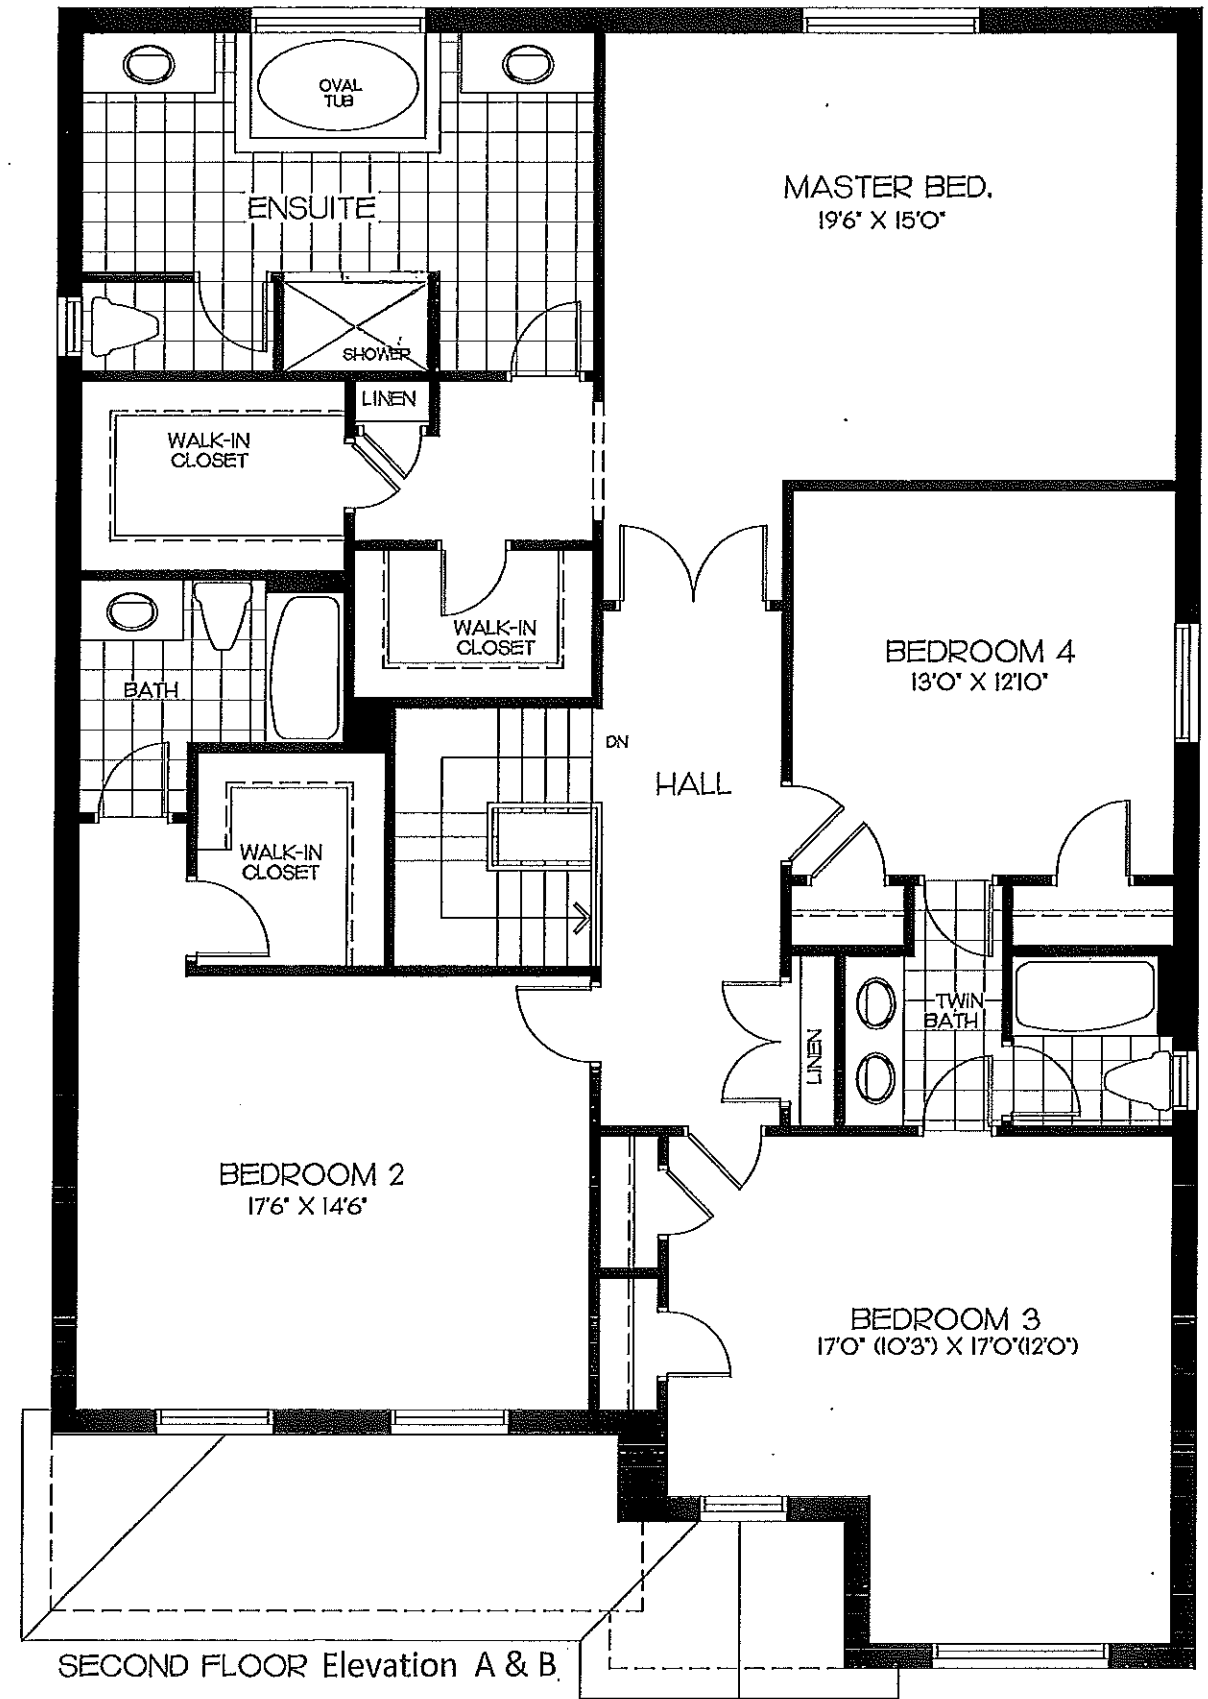 OVAL
TUB
ENSUITE
MASTER BED.
19'6" X 15'0"
SHOWER
LINEN
WALK-IN
CLOSET
WALK-IN
CLOSET
BEDROOM 4
13'0" X 12'10"
BATH
DN
HALL
WALK-IN
CLOSET
TWIN
BATH
LINEN
BEDROOM 2
17'6" X 14'6"
BEDROOM 3
17'0" (10'3") X 17'0"(12'0")
SECOND FLOOR Elevation A & B